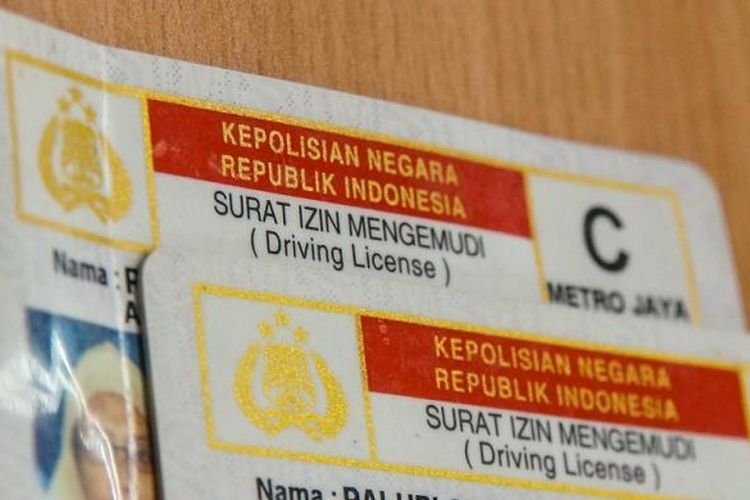 KEPOLISIAN NEGARA
REPUBLIK INDONESIA
SURAT IZIN MENGEMUDI
( Driving License )
C
METRO JAYA
Nama :
KEPOLISIAN NEGARA
REPUBLIK INDONESIA
SURAT IZIN MENGEMUDI
( Driving License )
Nama :